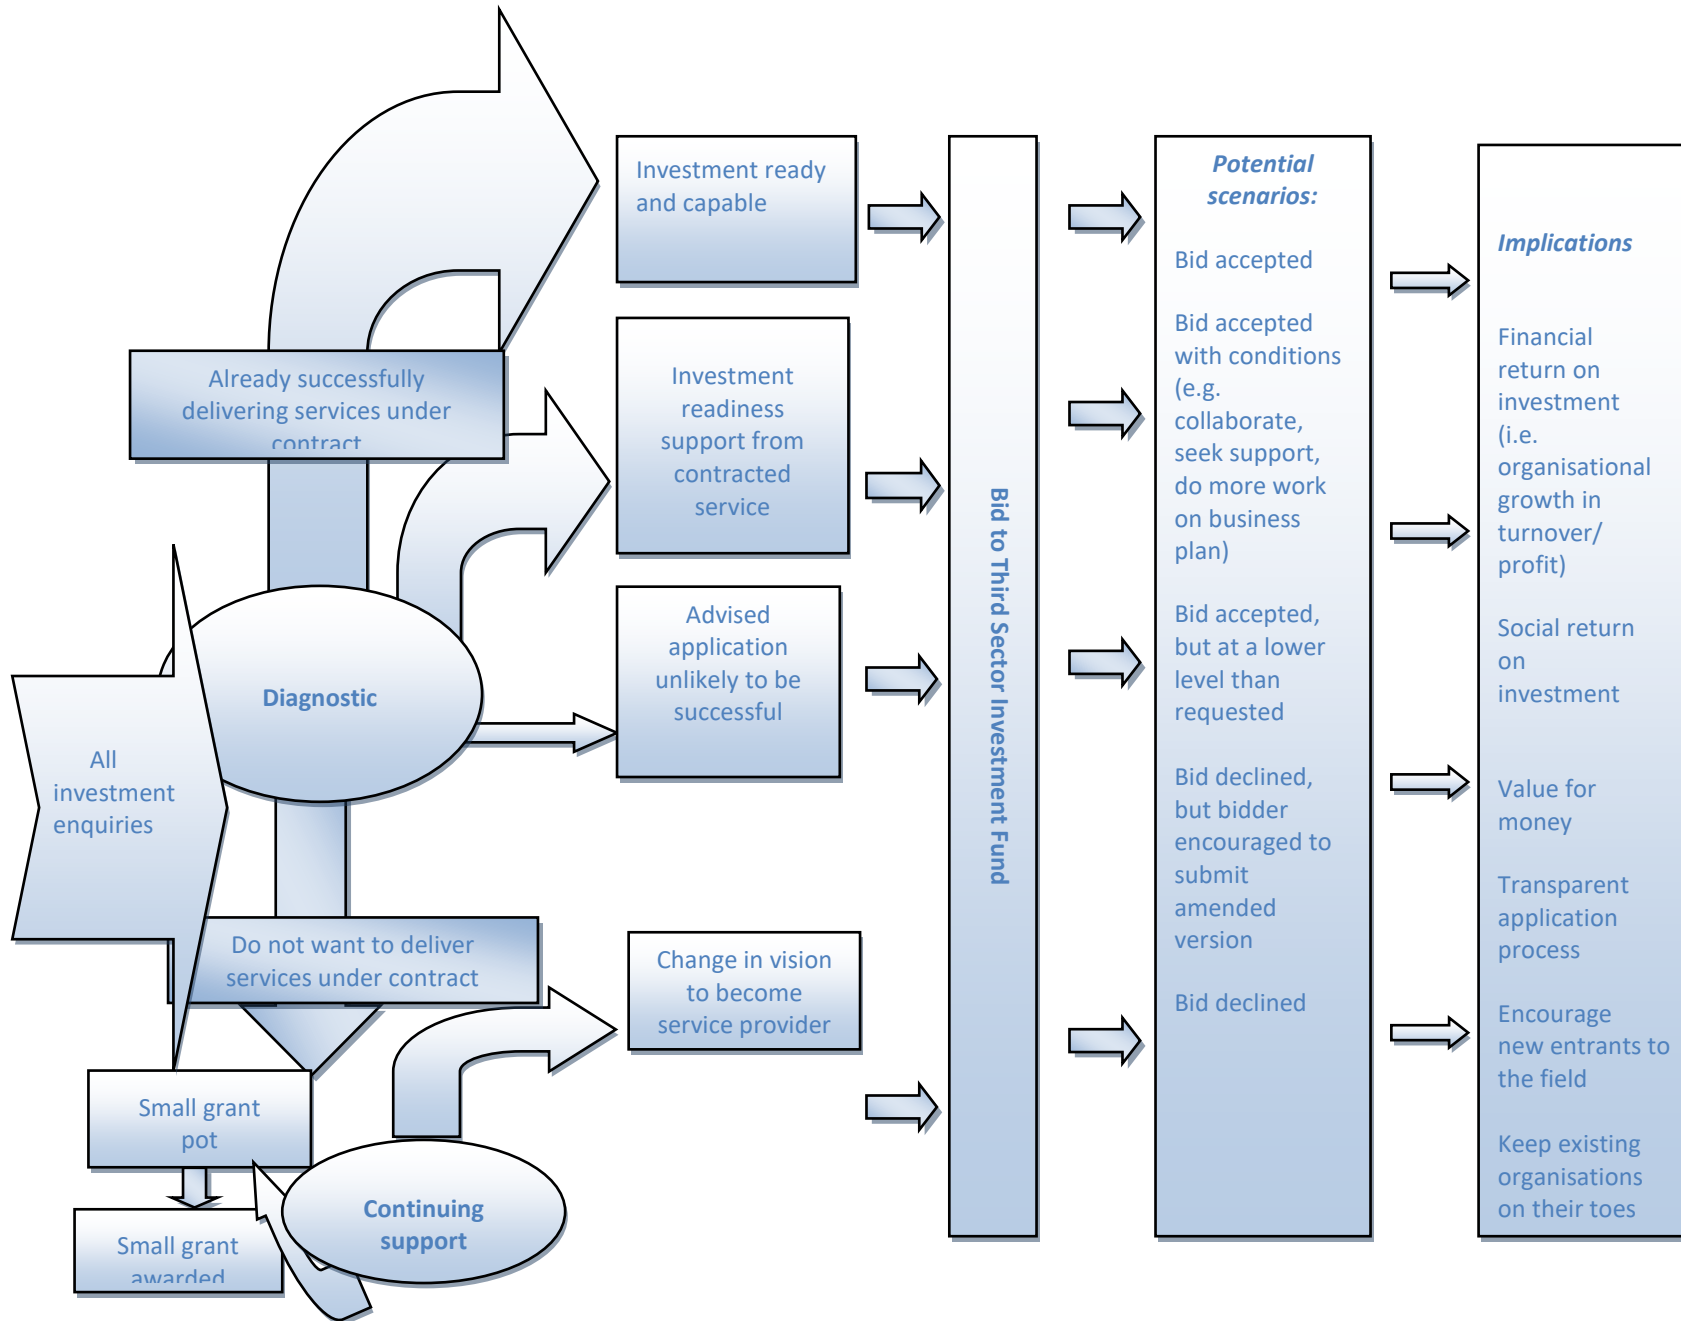 Investment ready
and capable
Already successfully
delivering services under
contract
Investment
readiness
support from
contracted
service
Advised
application
unlikely to be
successful
Diagnostic
All
investment
enquiries
Do not want to deliver
services under contract
Change in vision
to become
service provider
Small grant
pot
Small grant
awarded
Continuing
support
Bid to Third Sector Investment Fund
Potential
scenarios:
Bid accepted
Bid accepted
with conditions
(e.g.
collaborate,
seek support,
do more work
on business
plan)
Bid accepted,
but at a lower
level than
requested
Bid declined,
but bidder
encouraged to
submit
amended
version
Bid declined
Implications
Financial
return on
investment
(i.e.
organisational
growth in
turnover/
profit)
Social return
on
investment
Value for
money
Transparent
application
process
Encourage
new entrants to
the field
Keep existing
organisations
on their toes